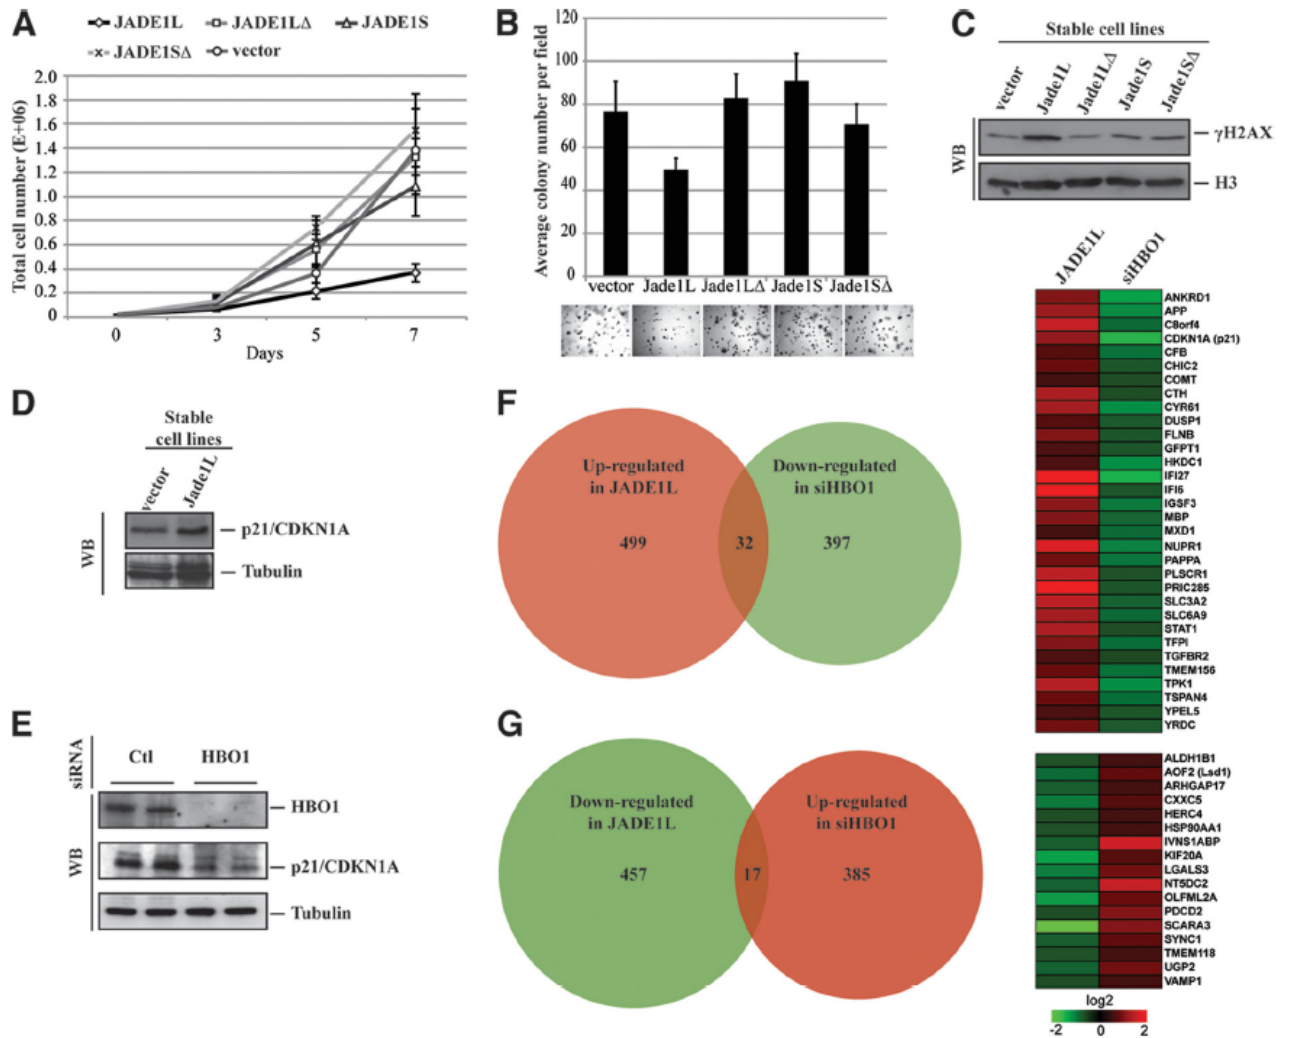 A
JADE1L
JADE1LΔ
JADE1S
JADE1SΔ
vector
Total cell number (E+06)
2.0
1.8
1.6
1.4
1.2
1.0
0.8
0.6
0.4
0.2
0
0
3
5
7
Days
B
Average colony number per field
120
100
80
60
40
20
0
vector
Jade1L
Jade1LΔ
Jade1S
Jade1SΔ
C
Stable cell lines
vector
Jade1L
Jade1LΔ
Jade1S
Jade1SΔ
WB
γH2AX
H3
D
Stable
cell lines
vector
Jade1L
WB
p21/CDKN1A
Tubulin
E
siRNA
Ctl
HBO1
WB
HBO1
p21/CDKN1A
Tubulin
F
Up-regulated
in JADE1L
Down-regulated
in siHBO1
499
32
397
G
Down-regulated
in JADE1L
Up-regulated
in siHBO1
457
17
385
JADE1L
siHBO1
ANKRD1
APP
C8orf4
CDKN1A (p21)
CFB
CHIC2
COMT
CTH
CYR61
DUSP1
FLNB
GFPT1
HKDC1
IFI27
IFI6
IGSF3
MBP
MXD1
NUPR1
PAPPA
PLSCR1
PRIC285
SLC3A2
SLC6A9
STAT1
TFPI
TGFBR2
TMEM156
TPK1
TSPAN4
YPEL5
YRDC
ALDH1B1
AOF2 (Lsd1)
ARHGAP17
CXXC5
HERC4
HSP90AA1
IVNS1ABP
KIF20A
LGALS3
NT5DC2
OLFML2A
PDCD2
SCARA3
SYNC1
TMEM118
UGP2
VAMP1
log2
-2
0
2